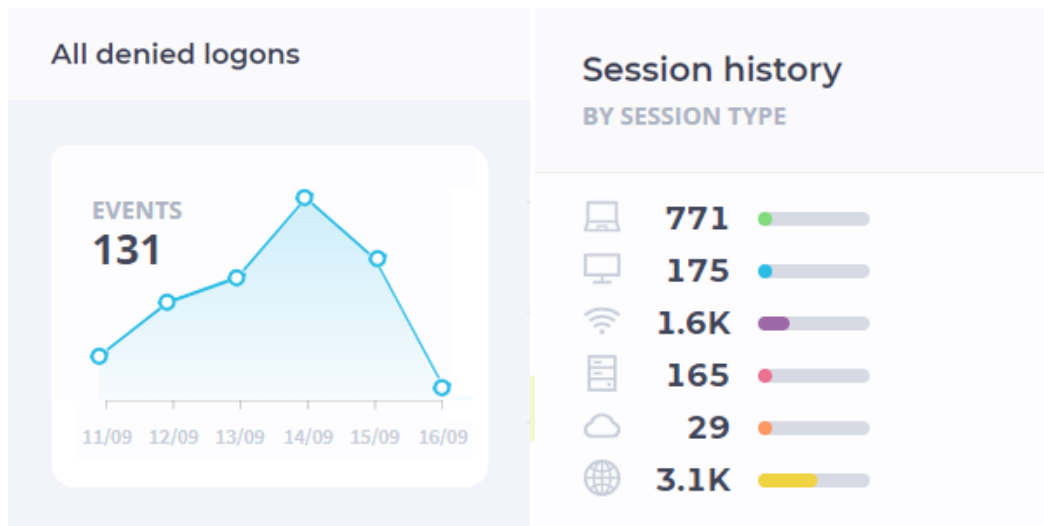 All denied logons
EVENTS
131
11/09 12/09 13/09 14/09 15/09 16/09
Session history
BY SESSION TYPE
771
175
1.6K
165
29
3.1K